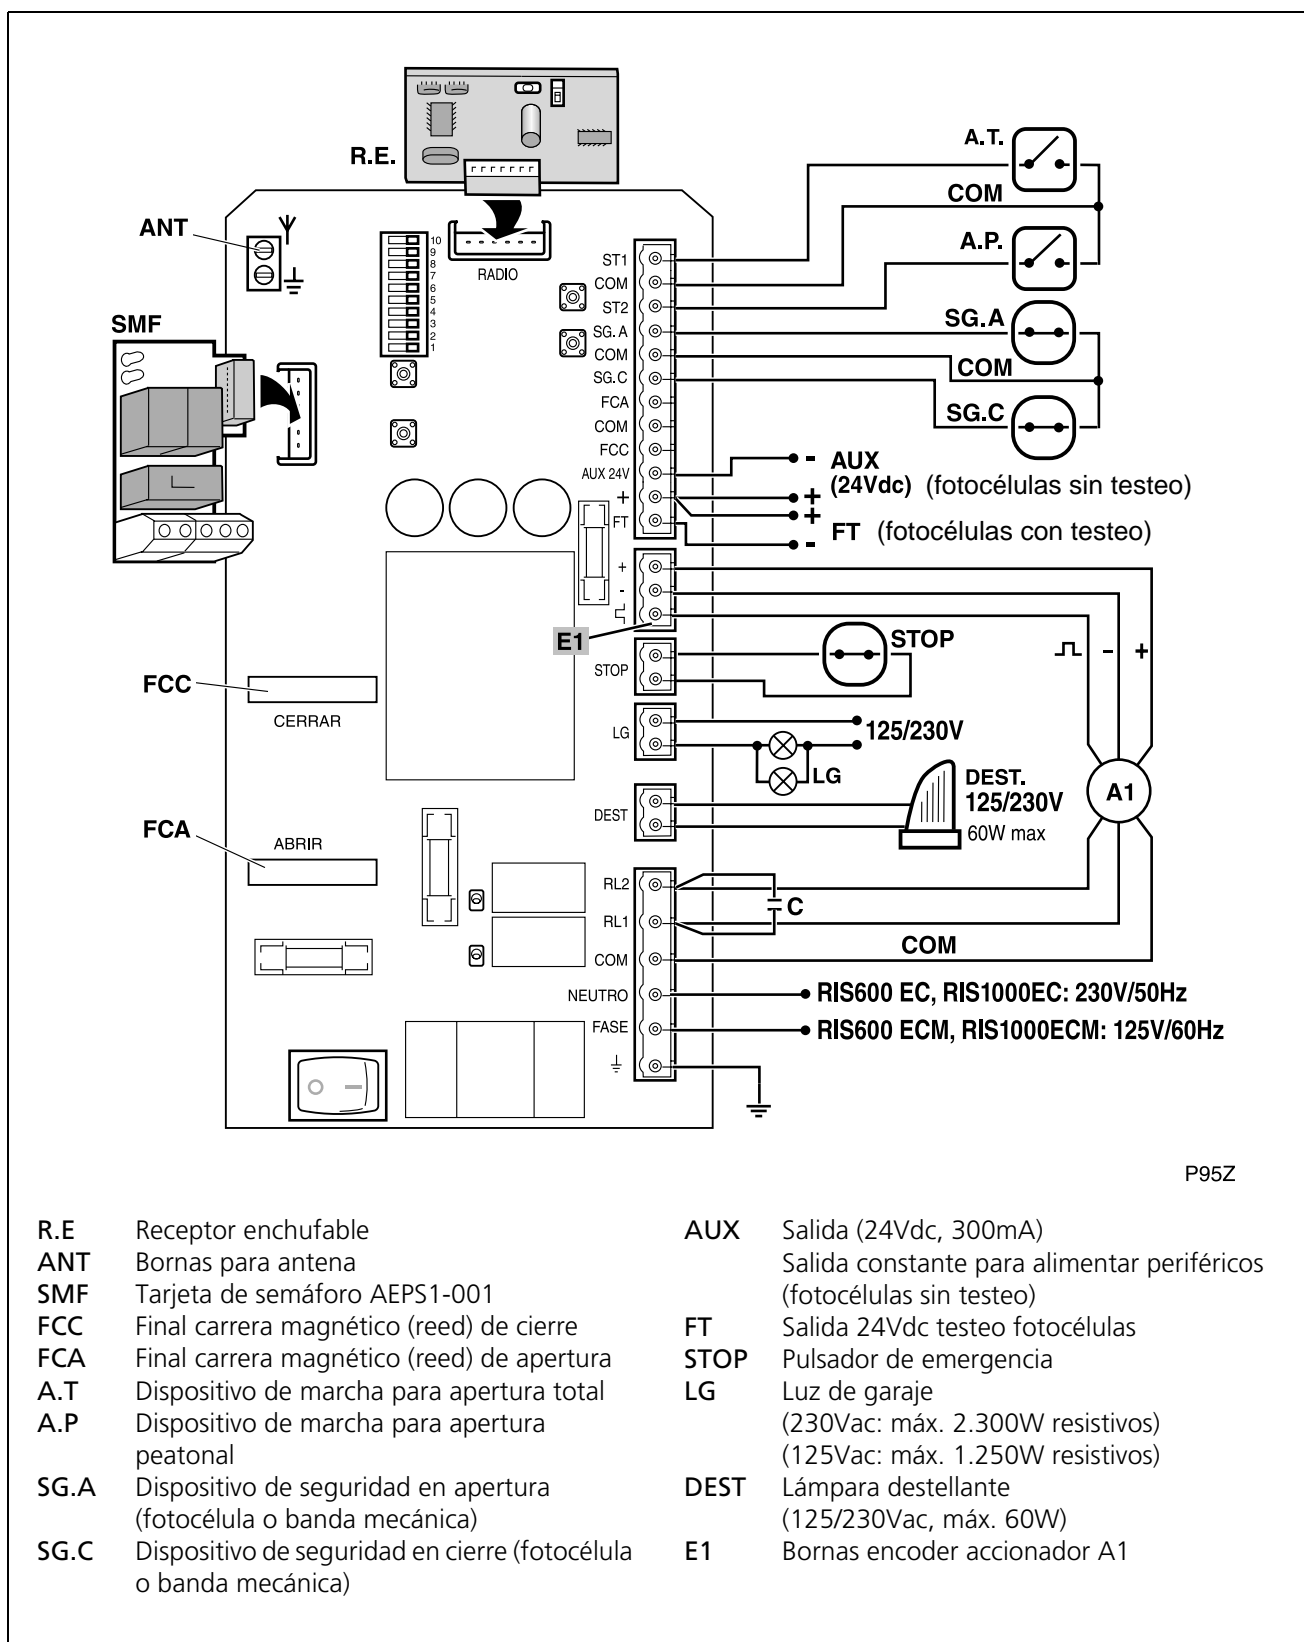 R.E.
A.T.
COM
ANT
RADIO
10
9
8
7
6
5
4
3
2
1
A.P.
SMF
SG.A
COM
SG.C
ST1
COM
ST2
SG. A
COM
SG.C
FCA
COM
FCC
AUX 24V
+
FT
- AUX
+ (24Vdc) (fotocélulas sin testeo)
+
- FT (fotocélulas con testeo)
+
-
E1
STOP
STOP
- +
FCC
CERRAR
LG
125/230V
LG
DEST.
125/230V
60W max
A1
FCA
ABRIR
DEST
RL2
RL1
C
COM
COM
NEUTRO
RIS600 EC, RIS1000EC: 230V/50Hz
FASE
RIS600 ECM, RIS1000ECM: 125V/60Hz
P95Z
R.E Receptor enchufable
ANT Bornas para antena
SMF Tarjeta de semáforo AEPS1-001
FCC Final carrera magnético (reed) de cierre
FCA Final carrera magnético (reed) de apertura
A.T Dispositivo de marcha para apertura total
A.P Dispositivo de marcha para apertura
peatonal
SG.A Dispositivo de seguridad en apertura
(fotocélula o banda mecánica)
SG.C Dispositivo de seguridad en cierre (fotocélula
o banda mecánica)
AUX Salida (24Vdc, 300mA)
Salida constante para alimentar periféricos
(fotocélulas sin testeo)
FT Salida 24Vdc testeo fotocélulas
STOP Pulsador de emergencia
LG Luz de garaje
(230Vac: máx. 2.300W resistivos)
(125Vac: máx. 1.250W resistivos)
DEST Lámpara destellante
(125/230Vac, máx. 60W)
E1 Bornas encoder accionador A1